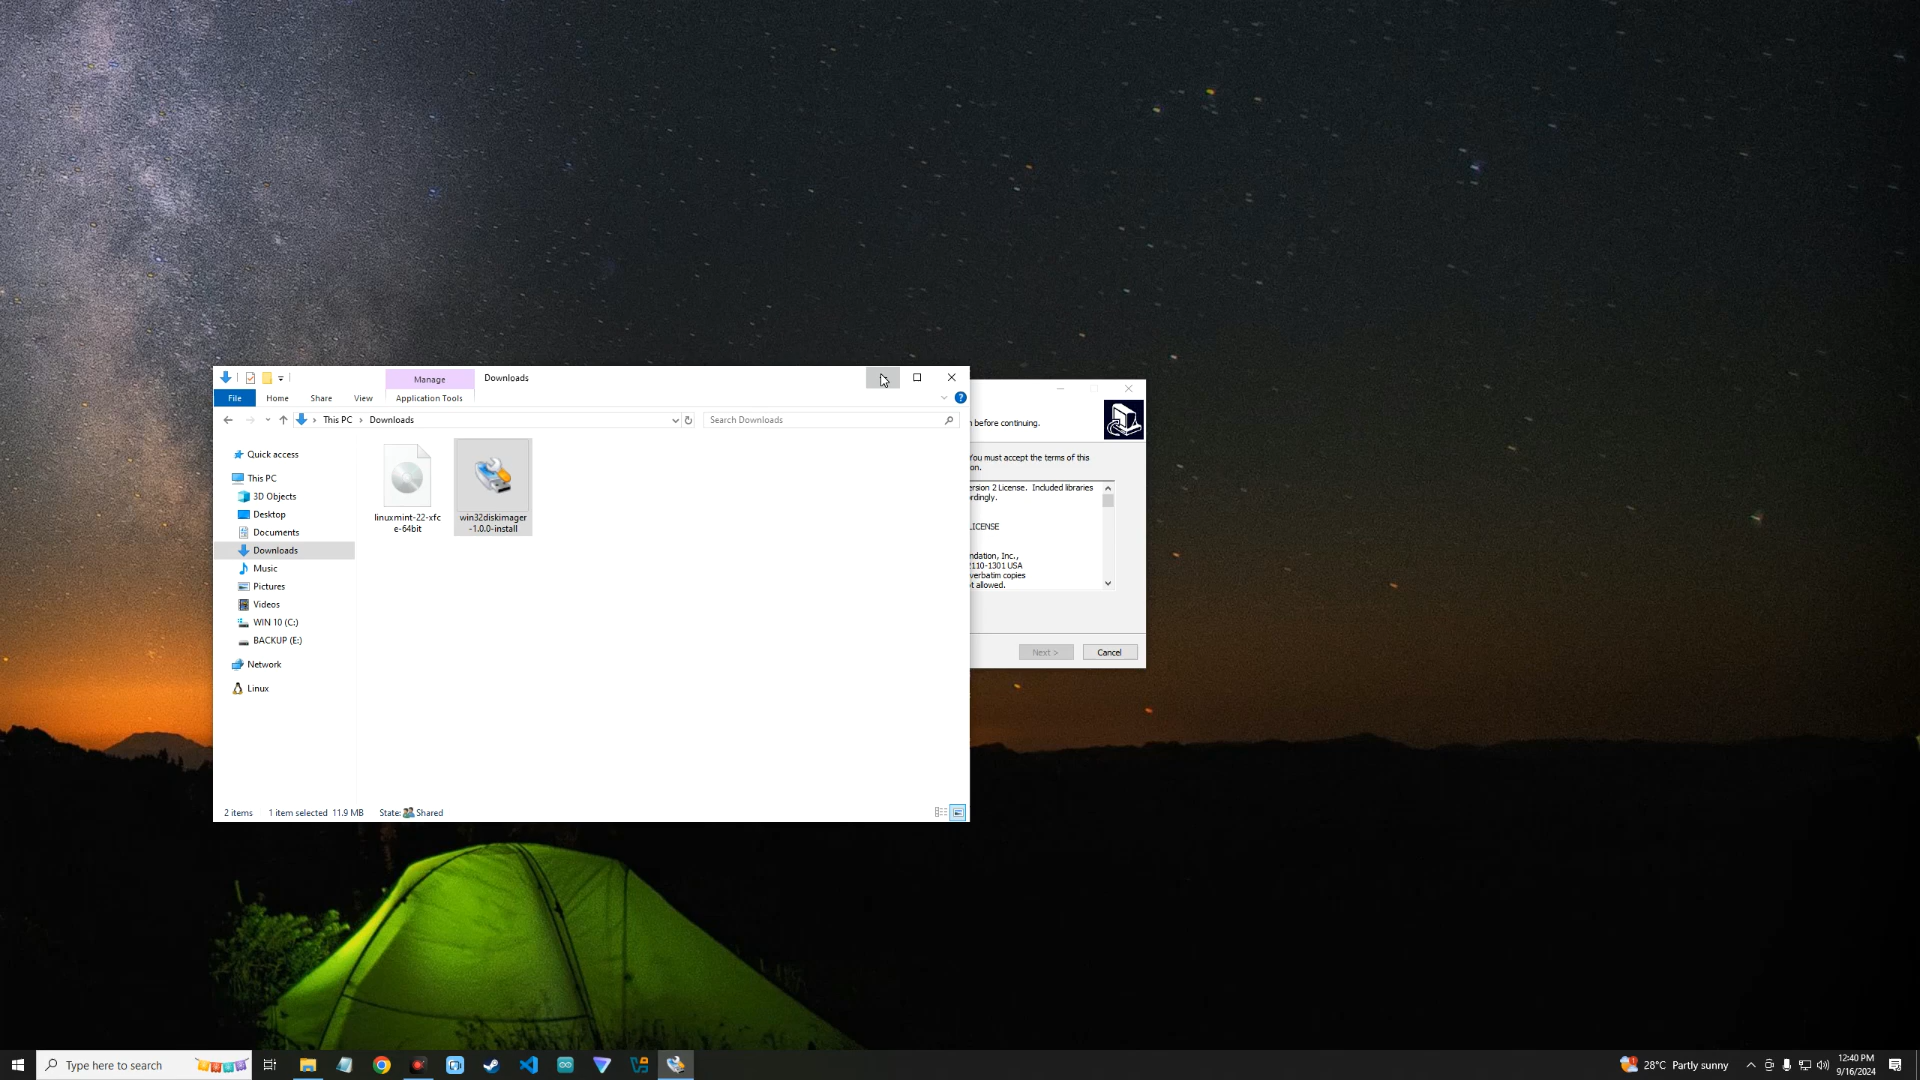 Manage
Downloads
File
Home
Share
View
Application Tools
This PC
Downloads
Search Downloads
Quick access
This PC
3D Objects
Desktop
Documents
Downloads
Music
Pictures
Videos
WIN 10 (C:)
BACKUP (E:)
Network
Linux
linuxmint-22-xfc
e-64bit
win32diskimager
-1.0.0-install
2 items
1 item selected 11.9 MB
State: Shared
before continuing.
You must accept the terms of this
on.
ersion 2 License. Included libraries
ordingly.
LICENSE
ndation, Inc.,
2110-1301 USA
verbatim copies
t allowed.
Next >
Cancel
Type here to search
28°C Partly sunny
12:40 PM
9/16/2024